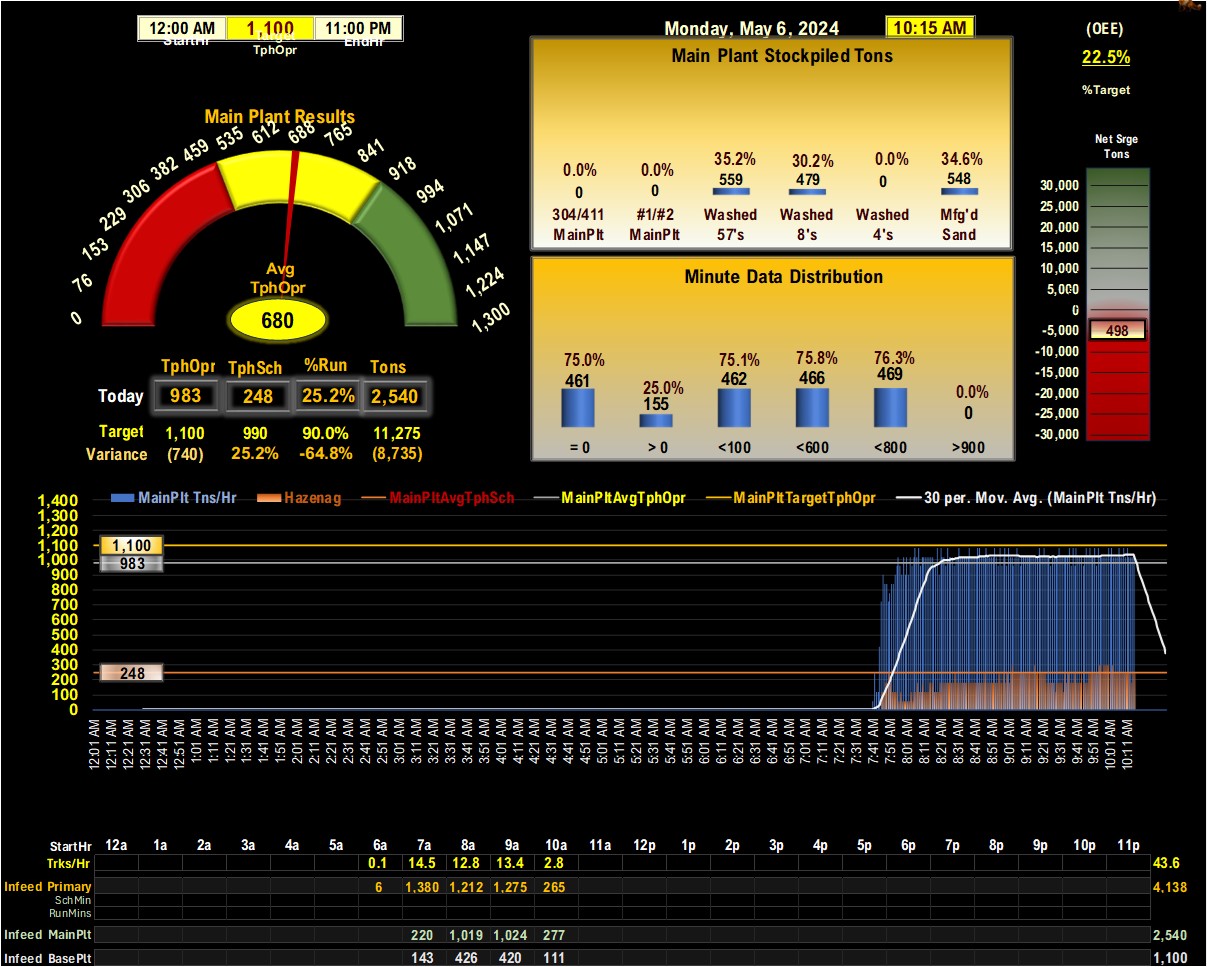 12:00 AM 1,100 11:00 PM
StartHr Target EndHr
TphOpr
Monday, May 6, 2024 10:15 AM
(OEE)
22.5%
%Target
Main Plant Results
0 76 153 229 306 382 459 535 612 688 765 841 918 994 1,071 1,147 1,224 1,300
Avg
TphOpr
680
TphOpr TphSch %Run Tons
Today 983 248 25.2% 2,540
Target 1,100 990 90.0% 11,275
Variance (740) 25.2% -64.8% (8,735)
Main Plant Stockpiled Tons
0.0% 0.0% 35.2% 30.2% 0.0% 34.6%
0 0 559 479 0 548
304/411 #1/#2 Washed Washed Washed Mfg'd
MainPlt MainPlt 57's 8's 4's Sand
Minute Data Distribution
75.0% 25.0% 75.1% 75.8% 76.3% 0.0%
461 155 462 466 469 0
= 0 > 0 <100 <600 <800 >900
Net Srge
Tons
30,000
25,000
20,000
15,000
10,000
5,000
0
-5,000
498
-10,000
-15,000
-20,000
-25,000
-30,000
MainPlt Tns/Hr Hazenag MainPltAvgTphSch MainPltAvgTphOpr MainPltTargetTphOpr 30 per. Mov. Avg. (MainPlt Tns/Hr)
1,400
1,300
1,200
1,100 1,100
1,000 983
900
800
700
600
500
400
300
200 248
100
0
12:01 AM 12:11 AM 12:21 AM 12:31 AM 12:41 AM 12:51 AM 1:01 AM 1:11 AM 1:21 AM 1:31 AM 1:41 AM 1:51 AM 2:01 AM 2:11 AM 2:21 AM 2:31 AM 2:41 AM 2:51 AM 3:01 AM 3:11 AM 3:21 AM 3:31 AM 3:41 AM 3:51 AM 4:01 AM 4:11 AM 4:21 AM 4:31 AM 4:41 AM 4:51 AM 5:01 AM 5:11 AM 5:21 AM 5:31 AM 5:41 AM 5:51 AM 6:01 AM 6:11 AM 6:21 AM 6:31 AM 6:41 AM 6:51 AM 7:01 AM 7:11 AM 7:21 AM 7:31 AM 7:41 AM 7:51 AM 8:01 AM 8:11 AM 8:21 AM 8:31 AM 8:41 AM 8:51 AM 9:01 AM 9:11 AM 9:21 AM 9:31 AM 9:41 AM 9:51 AM 10:01 AM 10:11 AM
StartHr 12a 1a 2a 3a 4a 5a 6a 7a 8a 9a 10a 11a 12p 1p 2p 3p 4p 5p 6p 7p 8p 9p 10p 11p
Trks/Hr 0.1 14.5 12.8 13.4 2.8 43.6
Infeed Primary 6 1,380 1,212 1,275 265 4,138
SchMin
RunMins
Infeed MainPlt 220 1,019 1,024 277 2,540
Infeed BasePlt 143 426 420 111 1,100